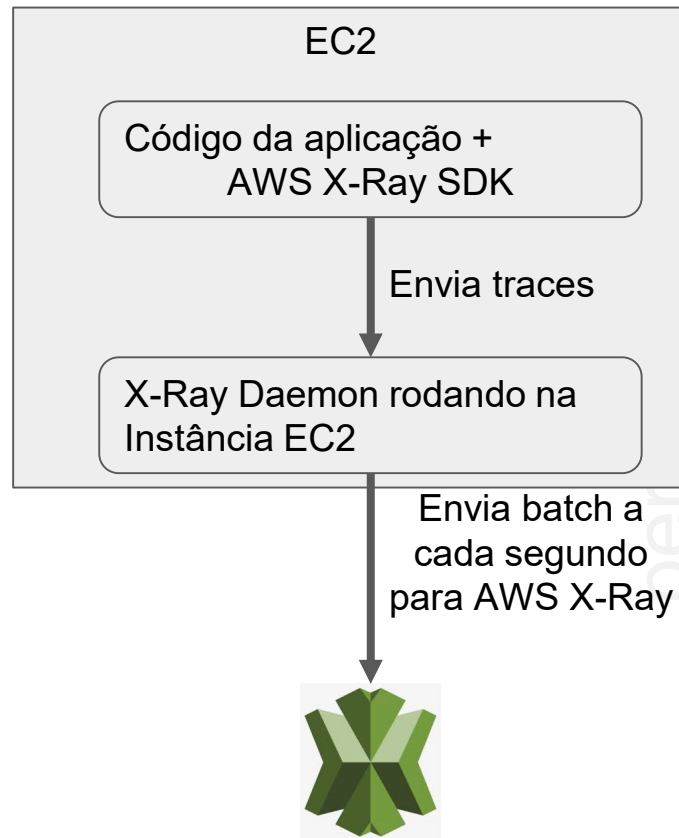 EC2
Código da aplicação +
AWS X-Ray SDK
Envia traces
X-Ray Daemon rodando na
Instância EC2
Envia batch a
cada segundo
para AWS X-Ray